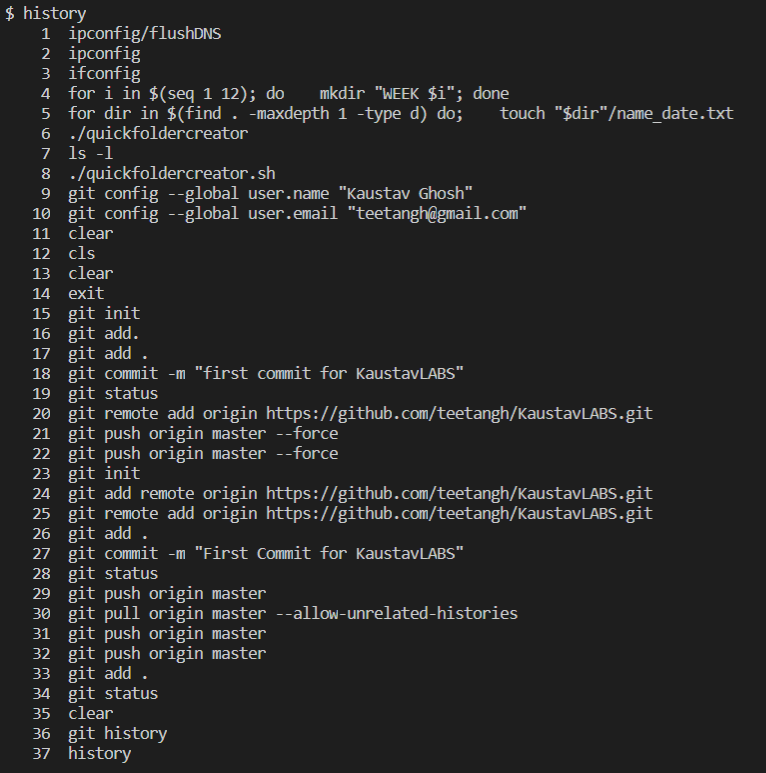 $ history
1 ipconfig/flushDNS
2 ipconfig
3 ifconfig
4 for i in $(seq 1 12); do    mkdir "WEEK $i"; done
5 for dir in $(find . -maxdepth 1 -type d) do;    touch "$dir"/name_date.txt
6 ./quickfoldercreator
7 ls -l
8 ./quickfoldercreator.sh
9 git config --global user.name "Kaustav Ghosh"
10 git config --global user.email "teetangh@gmail.com"
11 clear
12 cls
13 clear
14 exit
15 git init
16 git add.
17 git add .
18 git commit -m "first commit for KaustavLABS"
19 git status
20 git remote add origin https://github.com/teetangh/KaustavLABS.git
21 git push origin master --force
22 git push origin master --force
23 git init
24 git add remote origin https://github.com/teetangh/KaustavLABS.git
25 git remote add origin https://github.com/teetangh/KaustavLABS.git
26 git add .
27 git commit -m "First Commit for KaustavLABS"
28 git status
29 git push origin master
30 git pull origin master --allow-unrelated-histories
31 git push origin master
32 git push origin master
33 git add .
34 git status
35 clear
36 git history
37 history